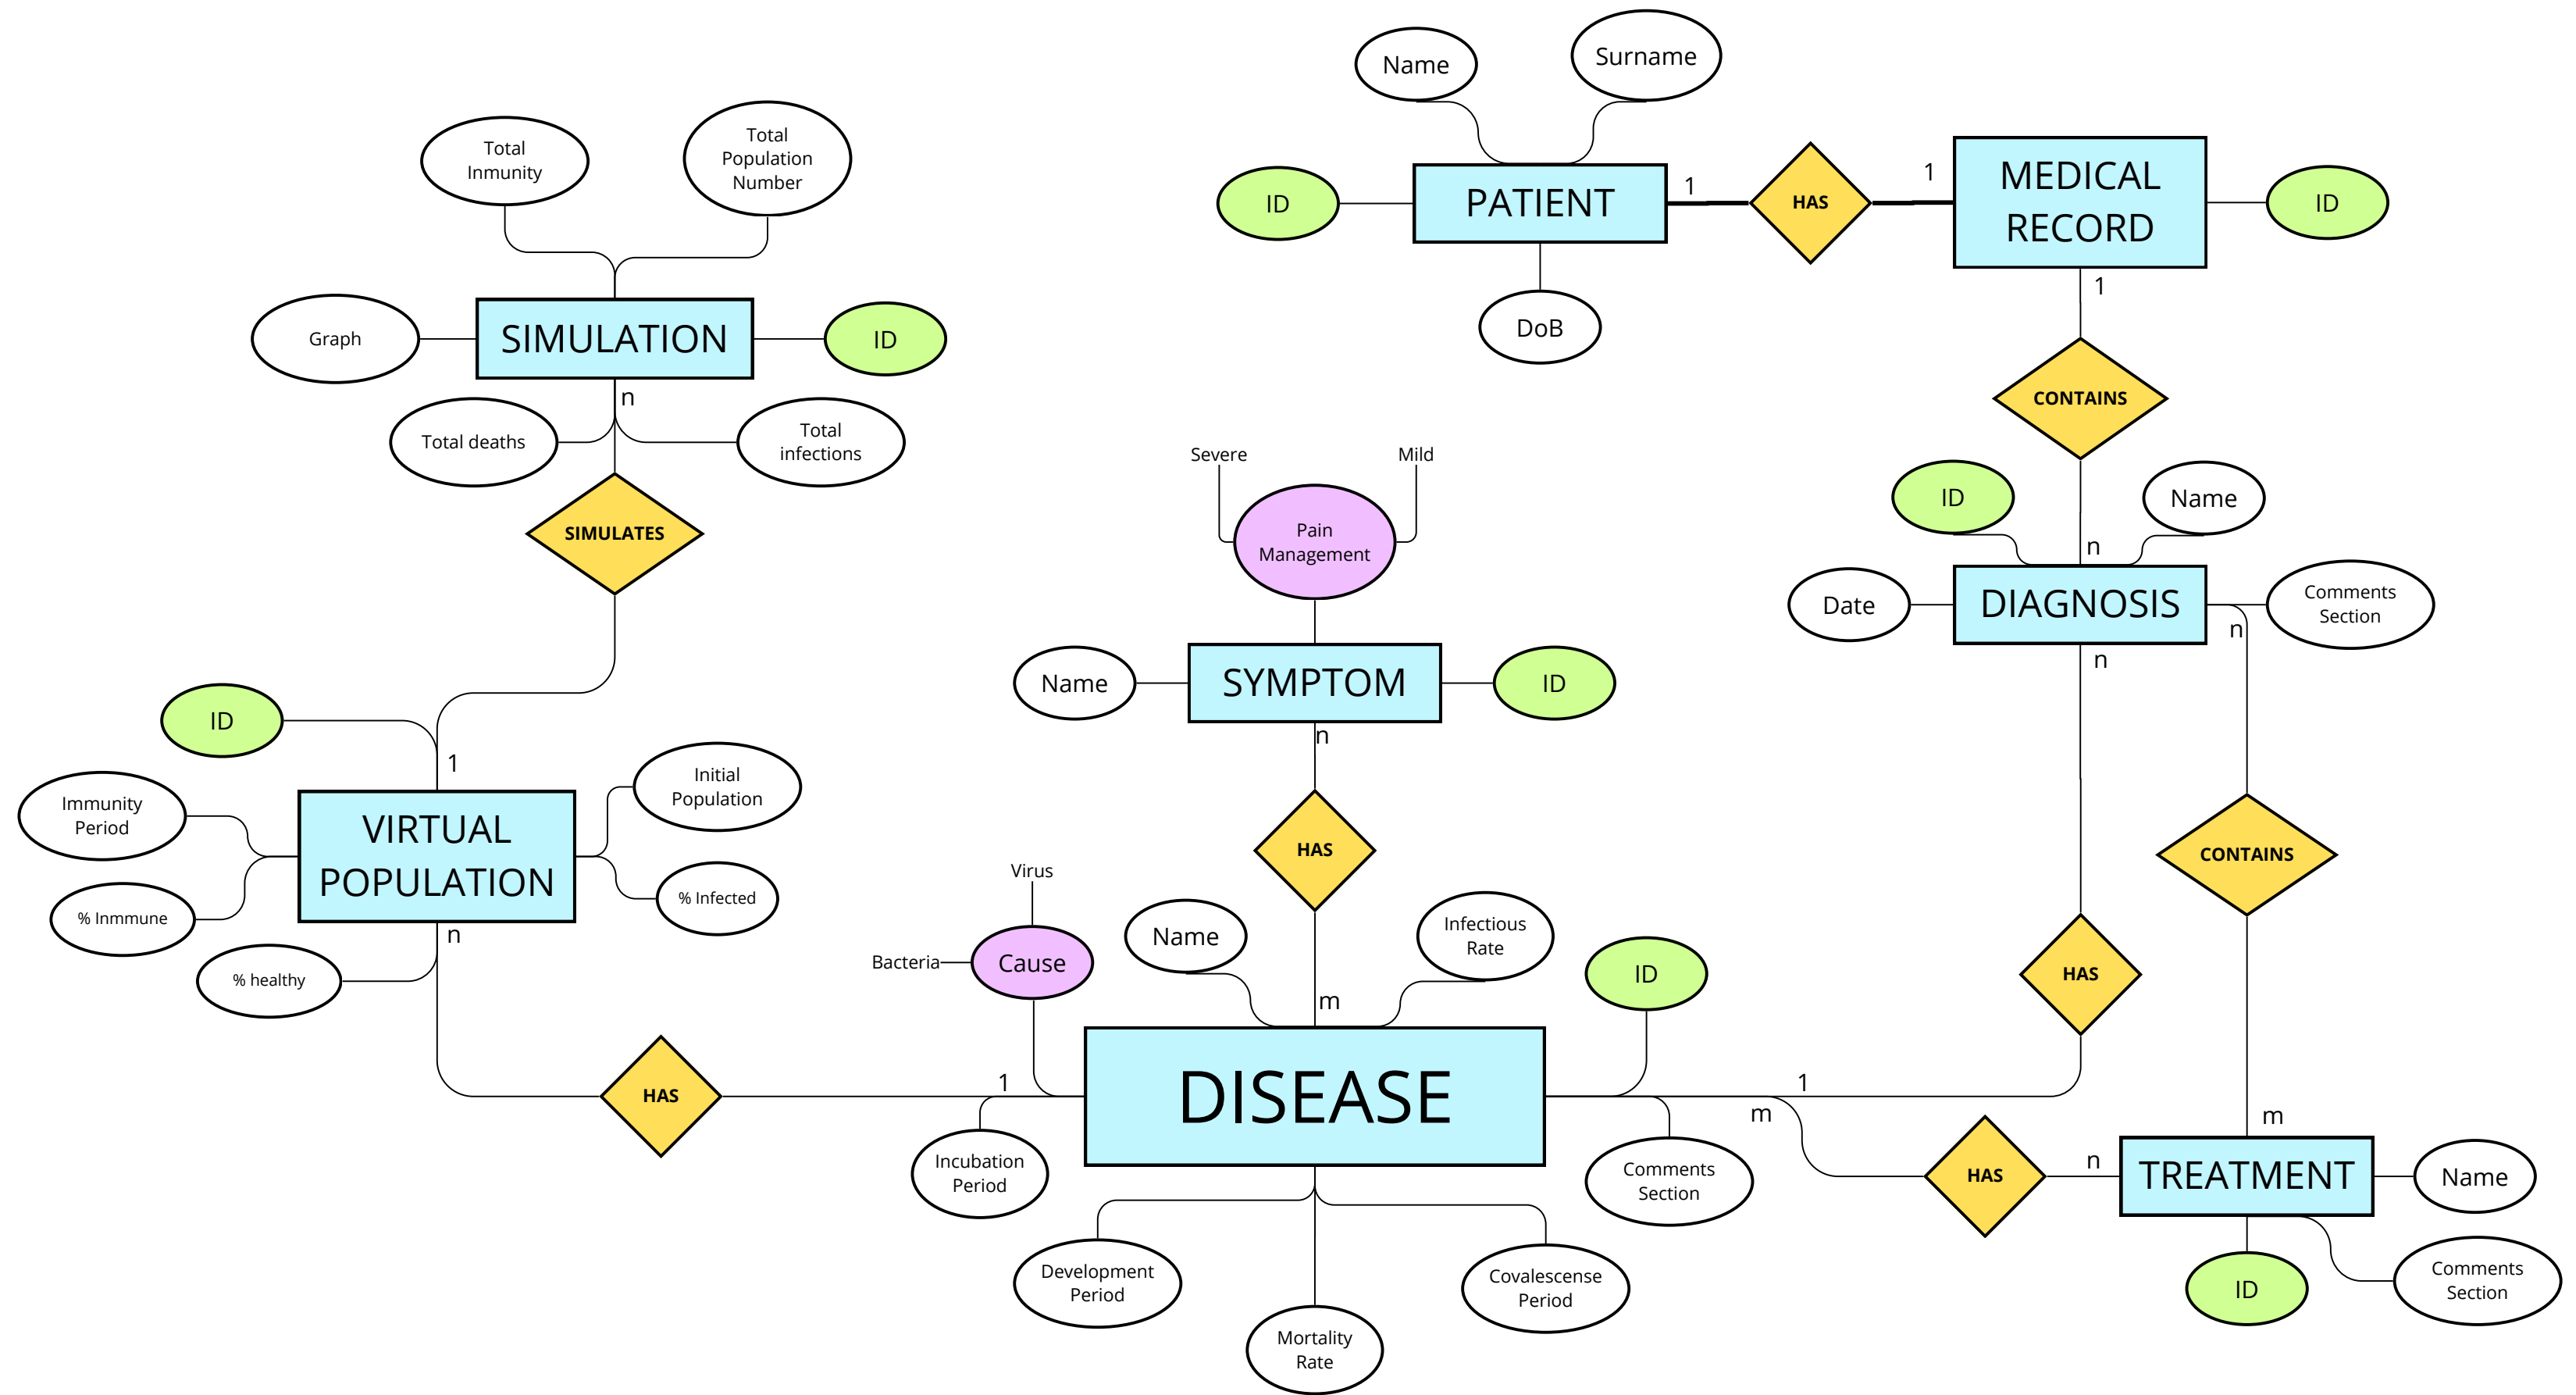 Name
Surname
Total
Inmunity
Total
Population
Number
PATIENT
1
HAS
1
MEDICAL
RECORD
ID
ID
DoB
1
Graph
SIMULATION
ID
n
Total deaths
Total
infections
CONTAINS
SIMULATES
Severe
Mild
Pain
Management
ID
Name
n
Date
DIAGNOSIS
Comments
Section
n
n
Name
SYMPTOM
ID
n
ID
1
Immunity
Period
Initial
Population
VIRTUAL
POPULATION
% Inmmune
% Infected
n
% healthy
HAS
CONTAINS
Virus
Bacteria
Cause
Name
Infectious
Rate
ID
HAS
m
HAS
1
DISEASE
1
m
m
Incubation
Period
Comments
Section
HAS
n
TREATMENT
Name
Development
Period
Mortality
Rate
Covalescense
Period
ID
Comments
Section